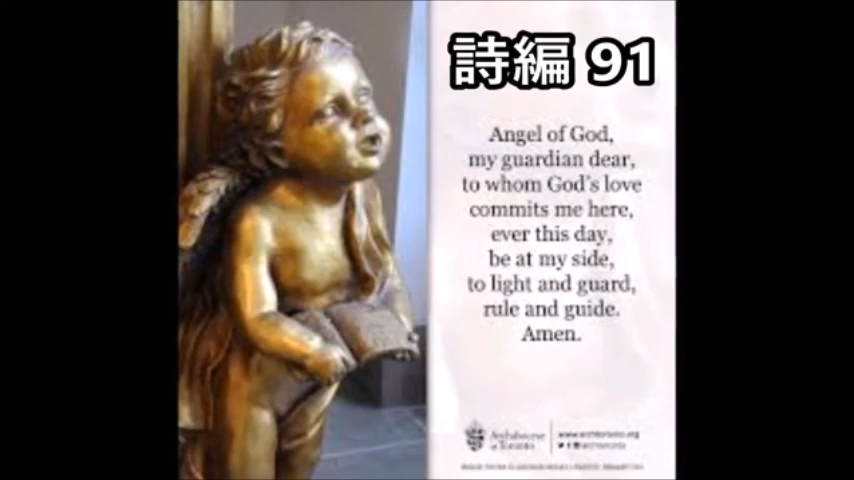 詩編 91
Angel of God,
my guardian dear,
to whom God's love
commits me here,
ever this day,
be at my side,
to light and guard,
rule and guide.
Amen.
Archdiocese
of Toronto
www.archtoronto.org
archtoronto